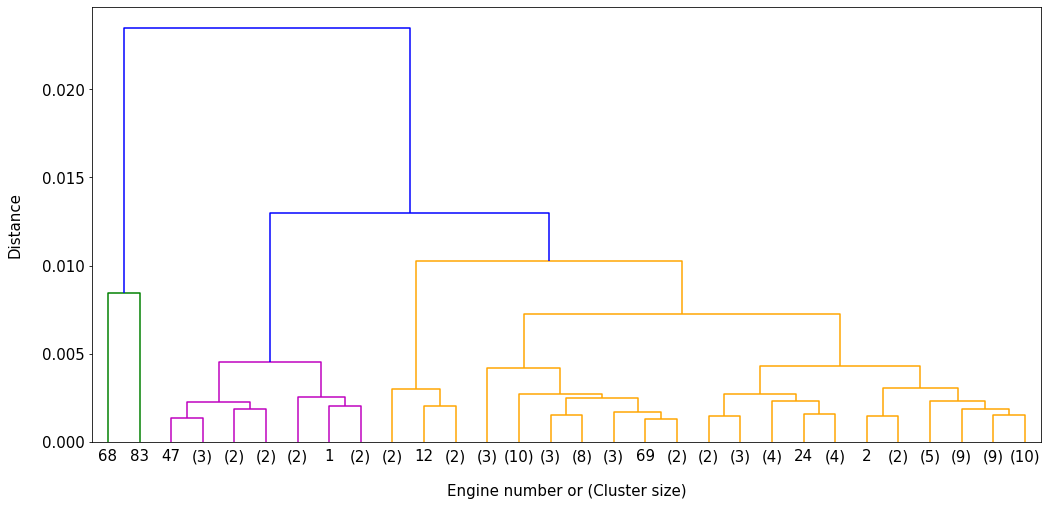 0.020
0.015
0.010
0.005
0.000
Distance
68 83 47 (3) (2) (2) (2) 1 (2) (2) 12 (2) (3) (10) (3) (8) (3) 69 (2) (2) (3) (4) 24 (4) 2 (2) (5) (9) (9) (10)
Engine number or (Cluster size)